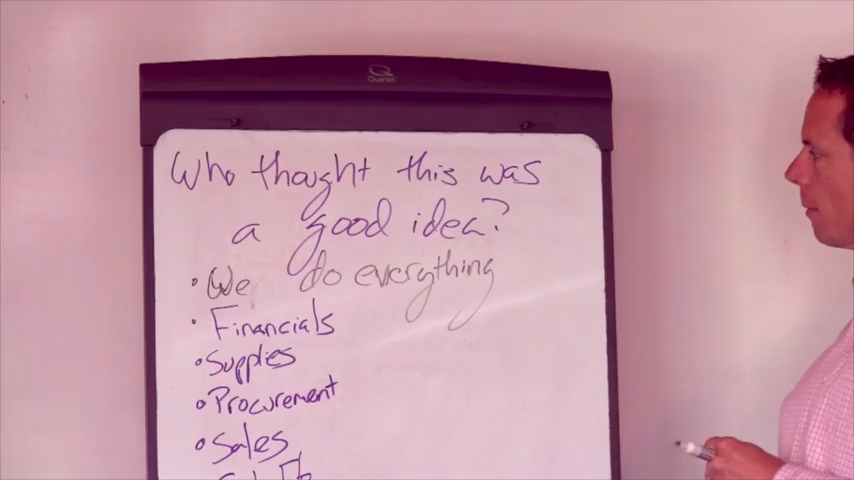 Quartet
Who thought this was
a good idea?
• We do everything
• Financials
• Supplies
• Procurement
• Sales